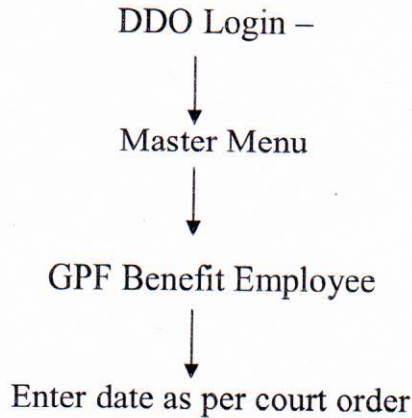 DDO Login –
Master Menu
GPF Benefit Employee
Enter date as per court order